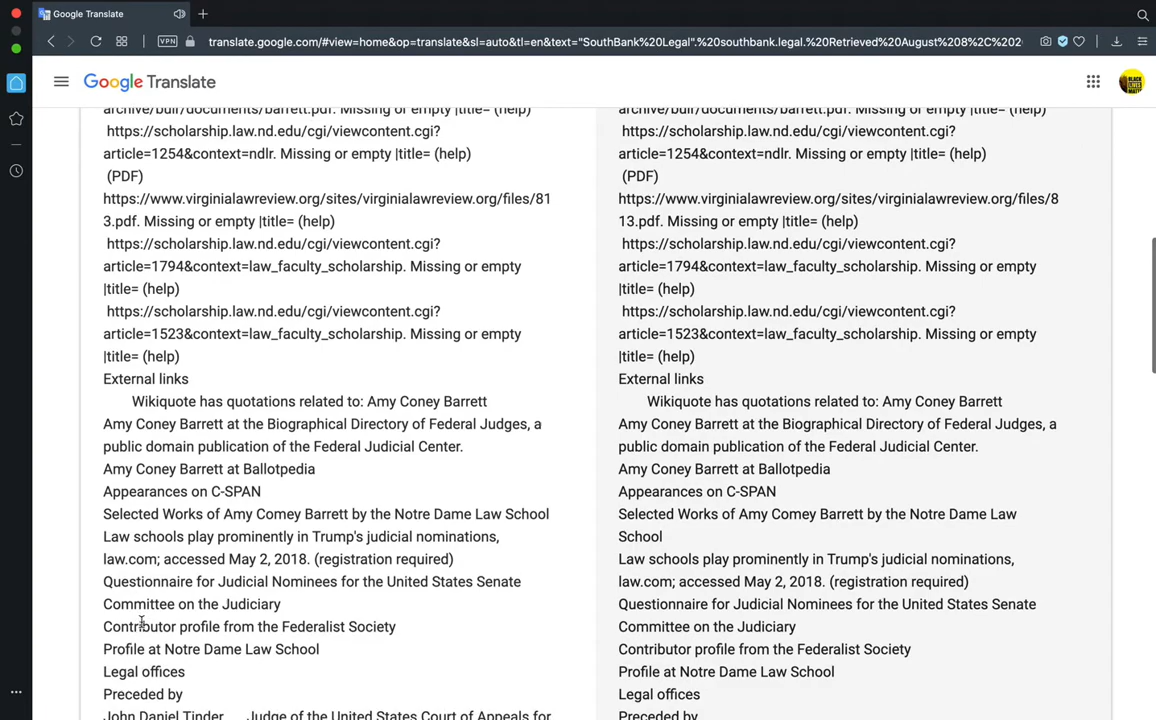 Google Translate
VPN
translate.google.com/#view=home&op=translate&sl=auto&tl=en&text="SouthBank%20Legal".%20southbank.legal.%20Retrieved%20August%208%2C%202
Google Translate
archive/bulr/documents/barrett.pdf. Missing or empty |title= (help)
https://scholarship.law.nd.edu/cgi/viewcontent.cgi?
article=1254&context=ndlr. Missing or empty |title= (help)
(PDF)
https://www.virginialawreview.org/sites/virginialawreview.org/files/81
3.pdf. Missing or empty |title= (help)
https://scholarship.law.nd.edu/cgi/viewcontent.cgi?
article=1794&context=law_faculty_scholarship. Missing or empty
|title= (help)
https://scholarship.law.nd.edu/cgi/viewcontent.cgi?
article=1523&context=law_faculty_scholarship. Missing or empty
|title= (help)
External links
Wikiquote has quotations related to: Amy Coney Barrett
Amy Coney Barrett at the Biographical Directory of Federal Judges, a
public domain publication of the Federal Judicial Center.
Amy Coney Barrett at Ballotpedia
Appearances on C-SPAN
Selected Works of Amy Comey Barrett by the Notre Dame Law School
Law schools play prominently in Trump's judicial nominations,
law.com; accessed May 2, 2018. (registration required)
Questionnaire for Judicial Nominees for the United States Senate
Committee on the Judiciary
Contributor profile from the Federalist Society
Profile at Notre Dame Law School
Legal offices
Preceded by
John Daniel Tinder Judge of the United States Court of Appeals for
archive/bulr/documents/barrett.pdf. Missing or empty |title= (help)
https://scholarship.law.nd.edu/cgi/viewcontent.cgi?
article=1254&context=ndlr. Missing or empty |title= (help)
(PDF)
https://www.virginialawreview.org/sites/virginialawreview.org/files/8
13.pdf. Missing or empty |title= (help)
https://scholarship.law.nd.edu/cgi/viewcontent.cgi?
article=1794&context=law_faculty_scholarship. Missing or empty
|title= (help)
https://scholarship.law.nd.edu/cgi/viewcontent.cgi?
article=1523&context=law_faculty_scholarship. Missing or empty
|title= (help)
External links
Wikiquote has quotations related to: Amy Coney Barrett
Amy Coney Barrett at the Biographical Directory of Federal Judges, a
public domain publication of the Federal Judicial Center.
Amy Coney Barrett at Ballotpedia
Appearances on C-SPAN
Selected Works of Amy Comey Barrett by the Notre Dame Law
School
Law schools play prominently in Trump's judicial nominations,
law.com; accessed May 2, 2018. (registration required)
Questionnaire for Judicial Nominees for the United States Senate
Committee on the Judiciary
Contributor profile from the Federalist Society
Profile at Notre Dame Law School
Legal offices
Preceded by
BLACK
LIVES
MATTER